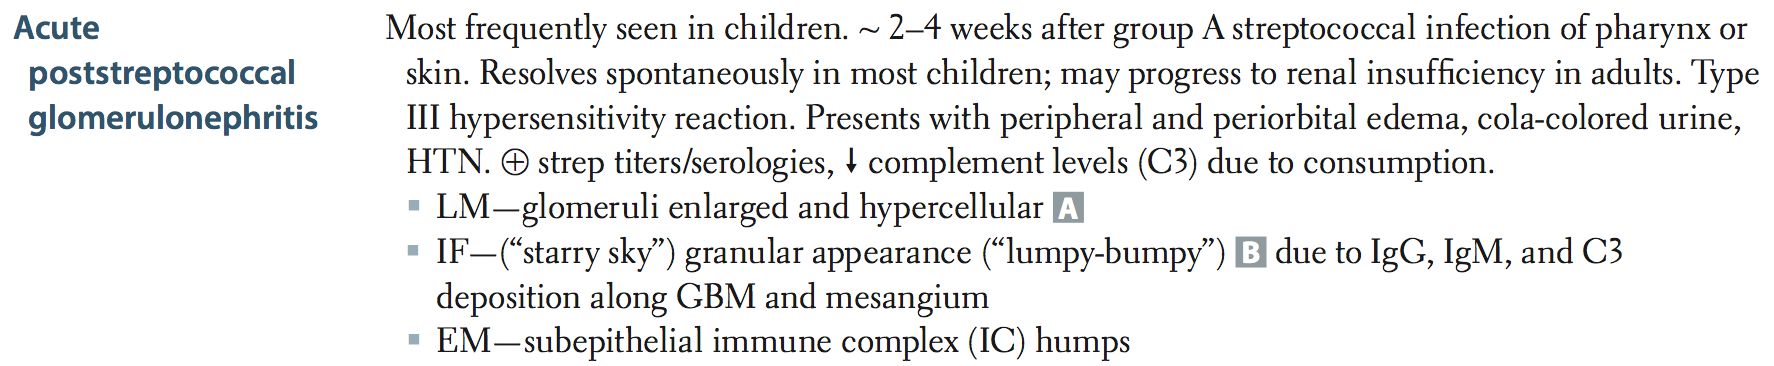 Acute
poststreptococcal
glomerulonephritis
Most frequently seen in children. ~ 2–4 weeks after group A streptococcal infection of pharynx or
skin. Resolves spontaneously in most children; may progress to renal insufficiency in adults. Type
III hypersensitivity reaction. Presents with peripheral and periorbital edema, cola-colored urine,
HTN. ⊕ strep titers/serologies, ↓ complement levels (C3) due to consumption.
▪ LM—glomeruli enlarged and hypercellular A
▪ IF—(“starry sky”) granular appearance (“lumpy-bumpy”) B due to IgG, IgM, and C3
deposition along GBM and mesangium
▪ EM—subepithelial immune complex (IC) humps